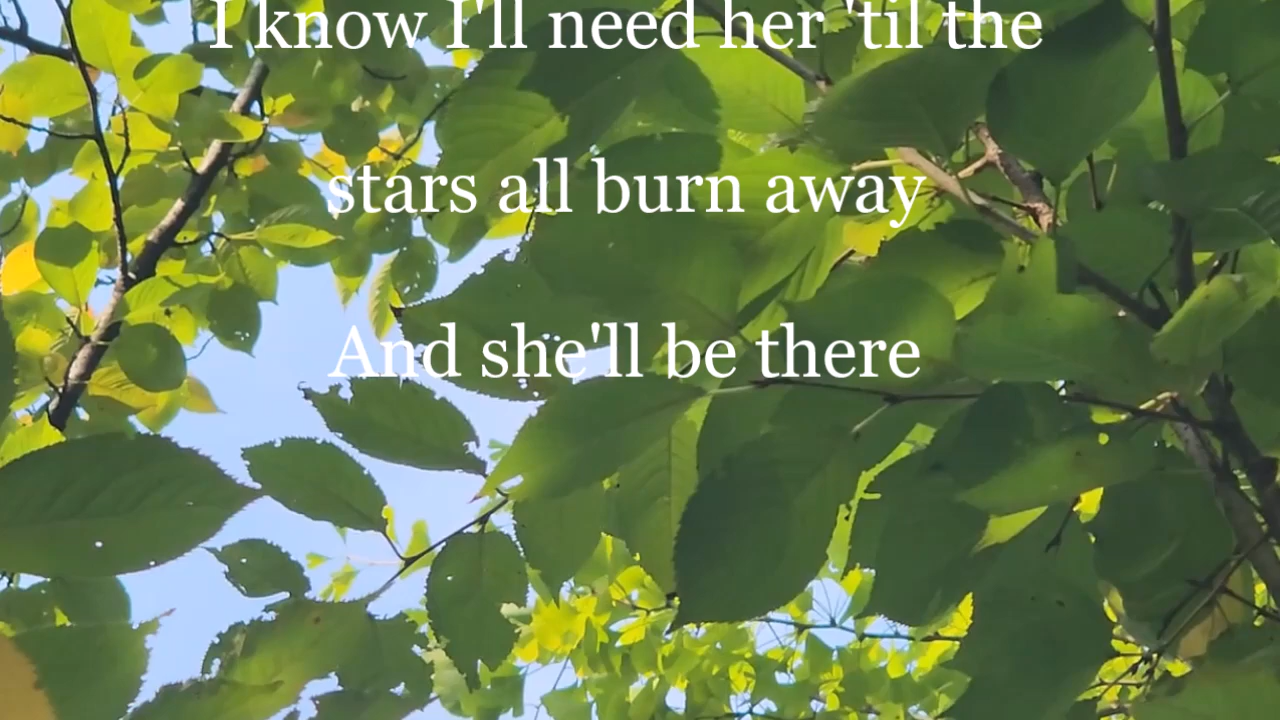 I know I'll need her 'til the
stars all burn away
And she'll be there